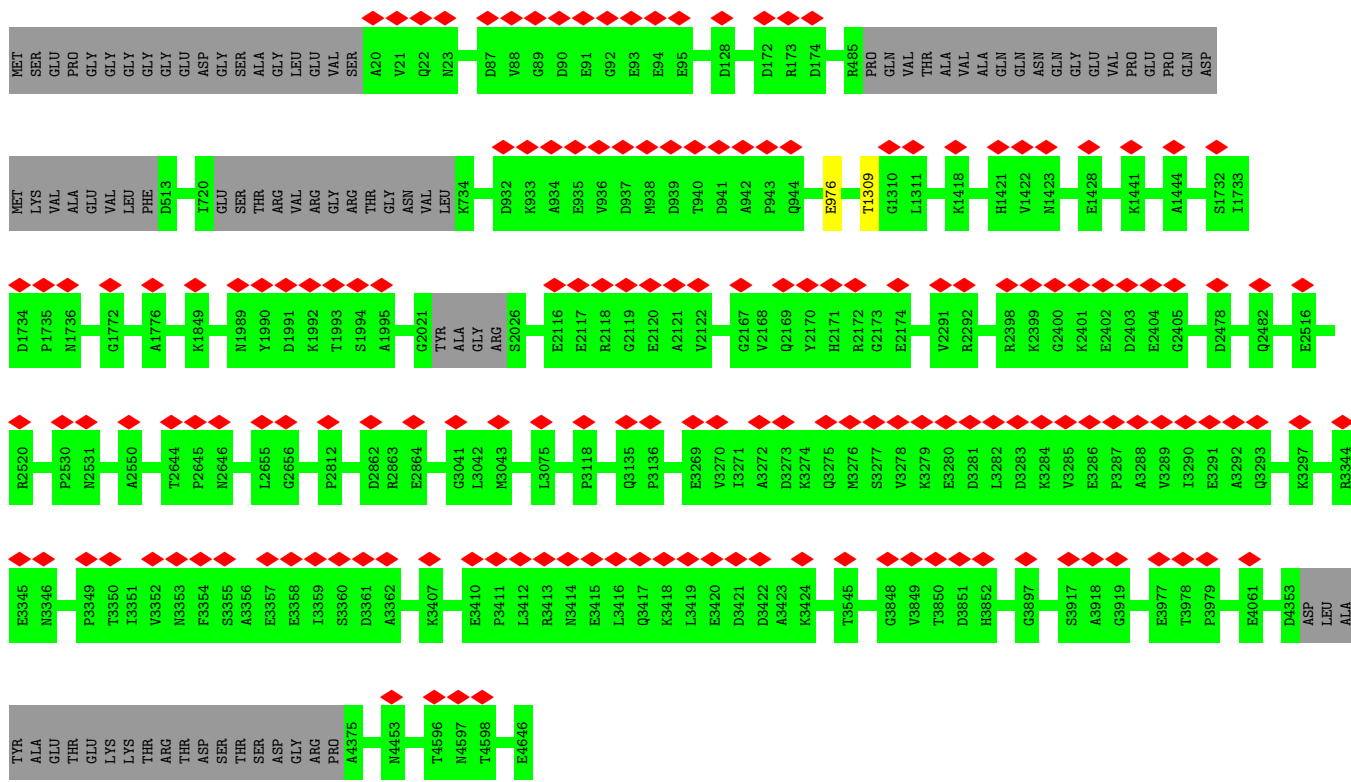 MET SER GLU PRO GLY GLY GLY GLY GLY GLU ASP GLY SER ALA GLY LEU GLU VAL SER A20 V21 Q22 N23 D87 V88 G89 D90 E91 G92 E93 E94 E95 D128 D172 R173 D174 R485 PRO GLN VAL THR ALA VAL ALA GLN GLN ASN GLN GLY GLU VAL PRO GLU PRO GLN ASP
MET LYS VAL ALA GLU VAL LEU PHE D513 I720 GLU SER THR ARG VAL ARG GLY ARG THR GLY ASN VAL LEU K734 D932 K933 A934 E935 V936 D937 M938 D939 T940 D941 A942 P943 Q944 E976 T1309 G1310 L1311 K1418 H1421 V1422 N1423 E1428 K1441 A1444 S1732 I1733
D1734 P1735 N1736 G1772 A1776 K1849 N1989 Y1990 D1991 K1992 T1993 S1994 A1995 G2021 TYR ALA GLY ARG S2026 E2116 E2117 R2118 G2119 E2120 A2121 V2122 G2167 V2168 Q2169 Y2170 H2171 R2172 G2173 E2174 V2291 R2292 R2398 K2399 G2400 K2401 E2402 D2403 E2404 G2405 D2478 Q2482 E2516
R2520 P2530 N2531 A2550 T2644 P2645 N2646 L2655 G2656 P2812 D2862 R2863 E2864 G3041 L3042 M3043 L3075 P3118 Q3135 P3136 E3269 V3270 I3271 A3272 D3273 K3274 Q3275 M3276 S3277 V3278 K3279 E3280 D3281 L3282 D3283 K3284 V3285 E3286 P3287 A3288 V3289 I3290 E3291 A3292 Q3293 K3297 R3344
E3345 N3346 P3349 T3350 I3351 V3352 N3353 F3354 S3355 A3356 E3357 E3358 I3359 S3360 D3361 A3362 K3407 E3410 P3411 L3412 R3413 N3414 E3415 L3416 Q3417 K3418 L3419 E3420 D3421 D3422 A3423 K3424 T3545 G3848 V3849 T3850 D3851 H3852 G3897 S3917 A3918 G3919 E3977 T3978 P3979 E4061 D4353 ASP LEU ALA
TYR ALA GLU THR GLU LYS LYS THR ARG THR ASP SER THR SER ASP GLY ARG PRO A4375 N4453 T4596 N4597 T4598 E4646